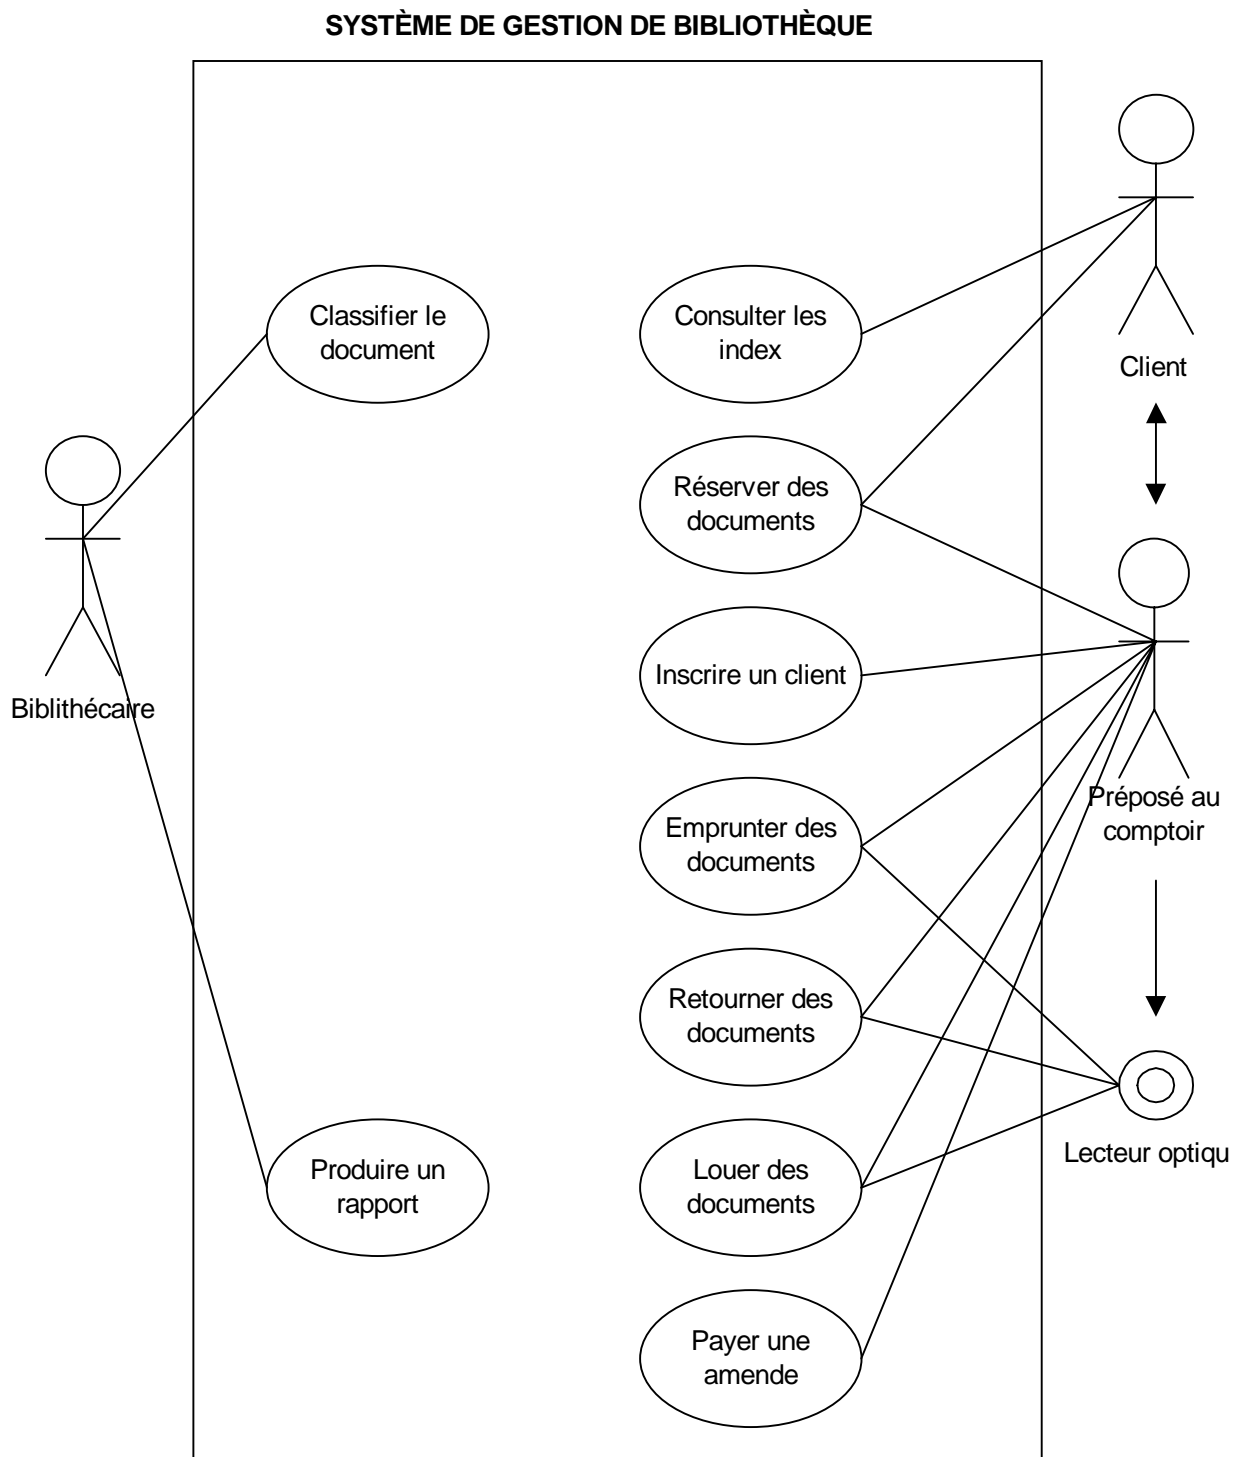 SYSTÈME DE GESTION DE BIBLIOTHÈQUE
Classifier le
document
Consulter les
index
Client
Réserver des
documents
Biblithécaire
Inscrire un client
Préposé au
comptoir
Emprunter des
documents
Retourner des
documents
Lecteur optiqu
Produire un
rapport
Louer des
documents
Payer une
amende